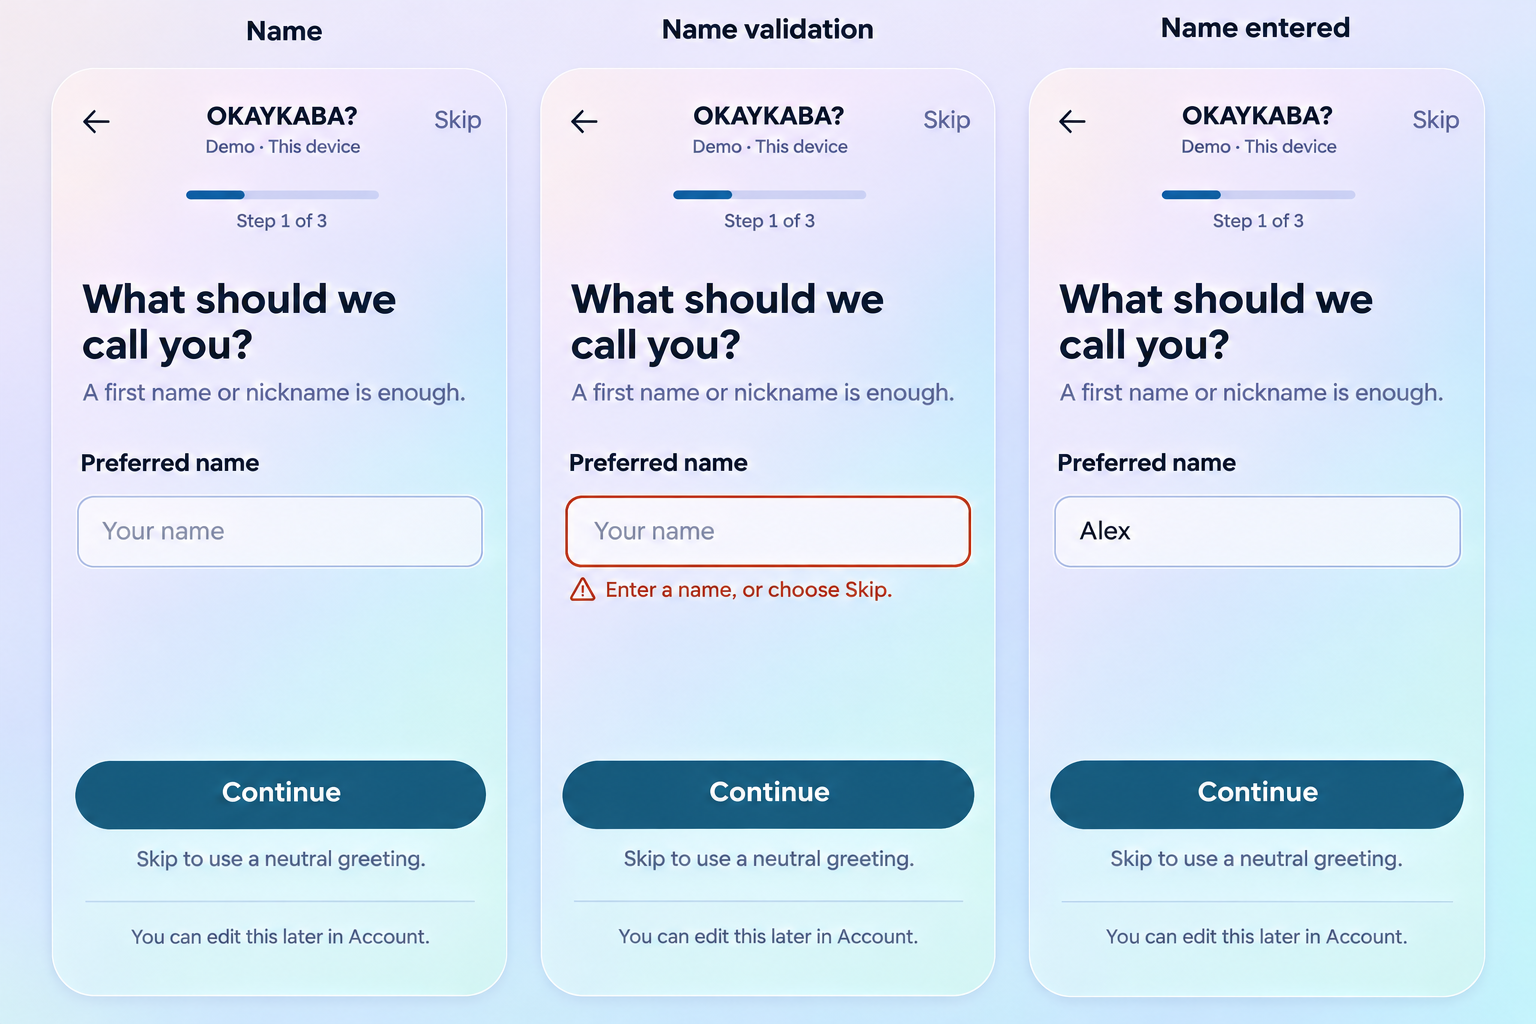 Name
OKAYKABA?
Skip
Demo · This device
Step 1 of 3
What should we
call you?
A first name or nickname is enough.
Preferred name
Your name
Continue
Skip to use a neutral greeting.
You can edit this later in Account.
Name validation
OKAYKABA?
Skip
Demo · This device
Step 1 of 3
What should we
call you?
A first name or nickname is enough.
Preferred name
Your name
Enter a name, or choose Skip.
Continue
Skip to use a neutral greeting.
You can edit this later in Account.
Name entered
OKAYKABA?
Skip
Demo · This device
Step 1 of 3
What should we
call you?
A first name or nickname is enough.
Preferred name
Alex
Continue
Skip to use a neutral greeting.
You can edit this later in Account.